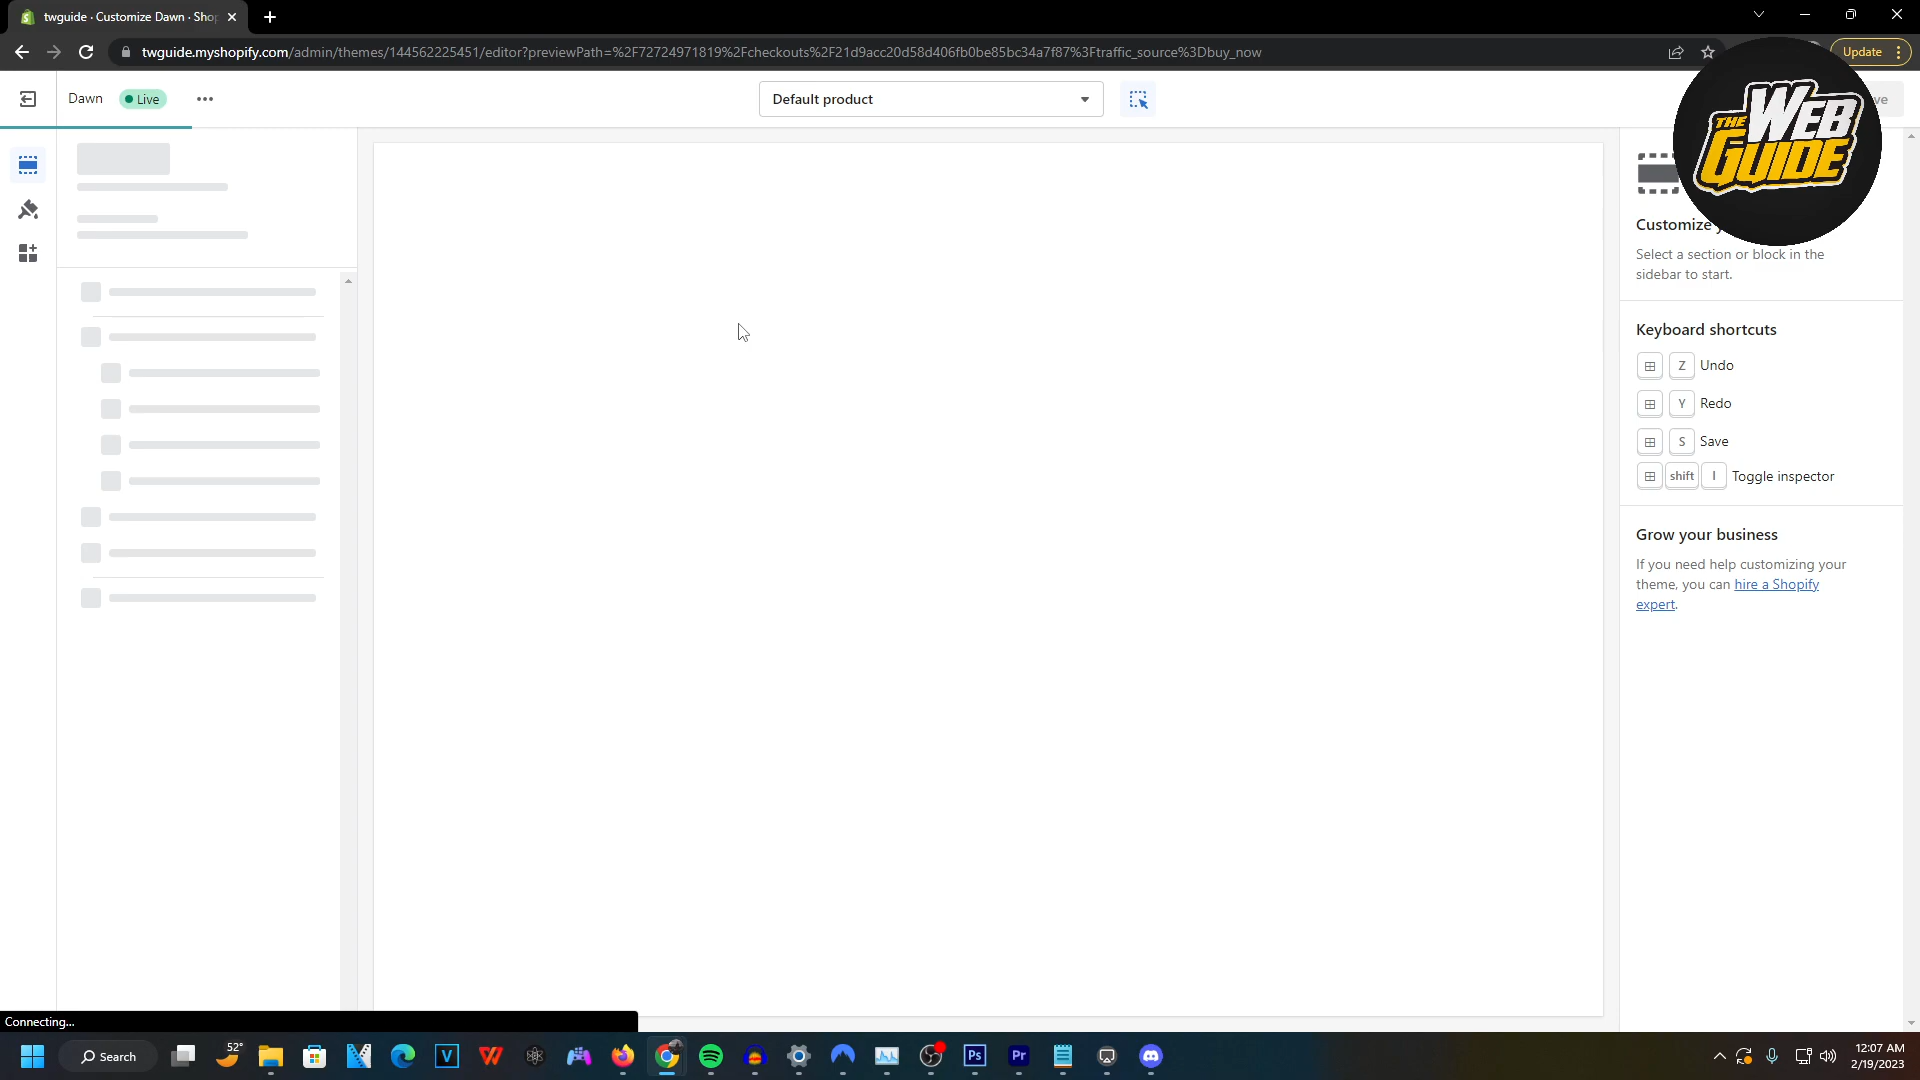 twguide · Customize Dawn · Sho
twguide.myshopify.com/admin/themes/144562225451/editor?previewPath=%2F72724971819%2Fcheckouts%2F21d9acc20d58d406fb0be85bc34a7f87%3Ftraffic_source%3Dbuy_now
Update
Dawn
Live
Default product
THE WEB GUIDE
Customize
Select a section or block in the
sidebar to start.
Keyboard shortcuts
Z Undo
Y Redo
S Save
shift I Toggle inspector
Grow your business
If you need help customizing your
theme, you can hire a Shopify
expert.
Connecting...
Search
52°
V
Ps
Pr
12:07 AM
2/19/2023